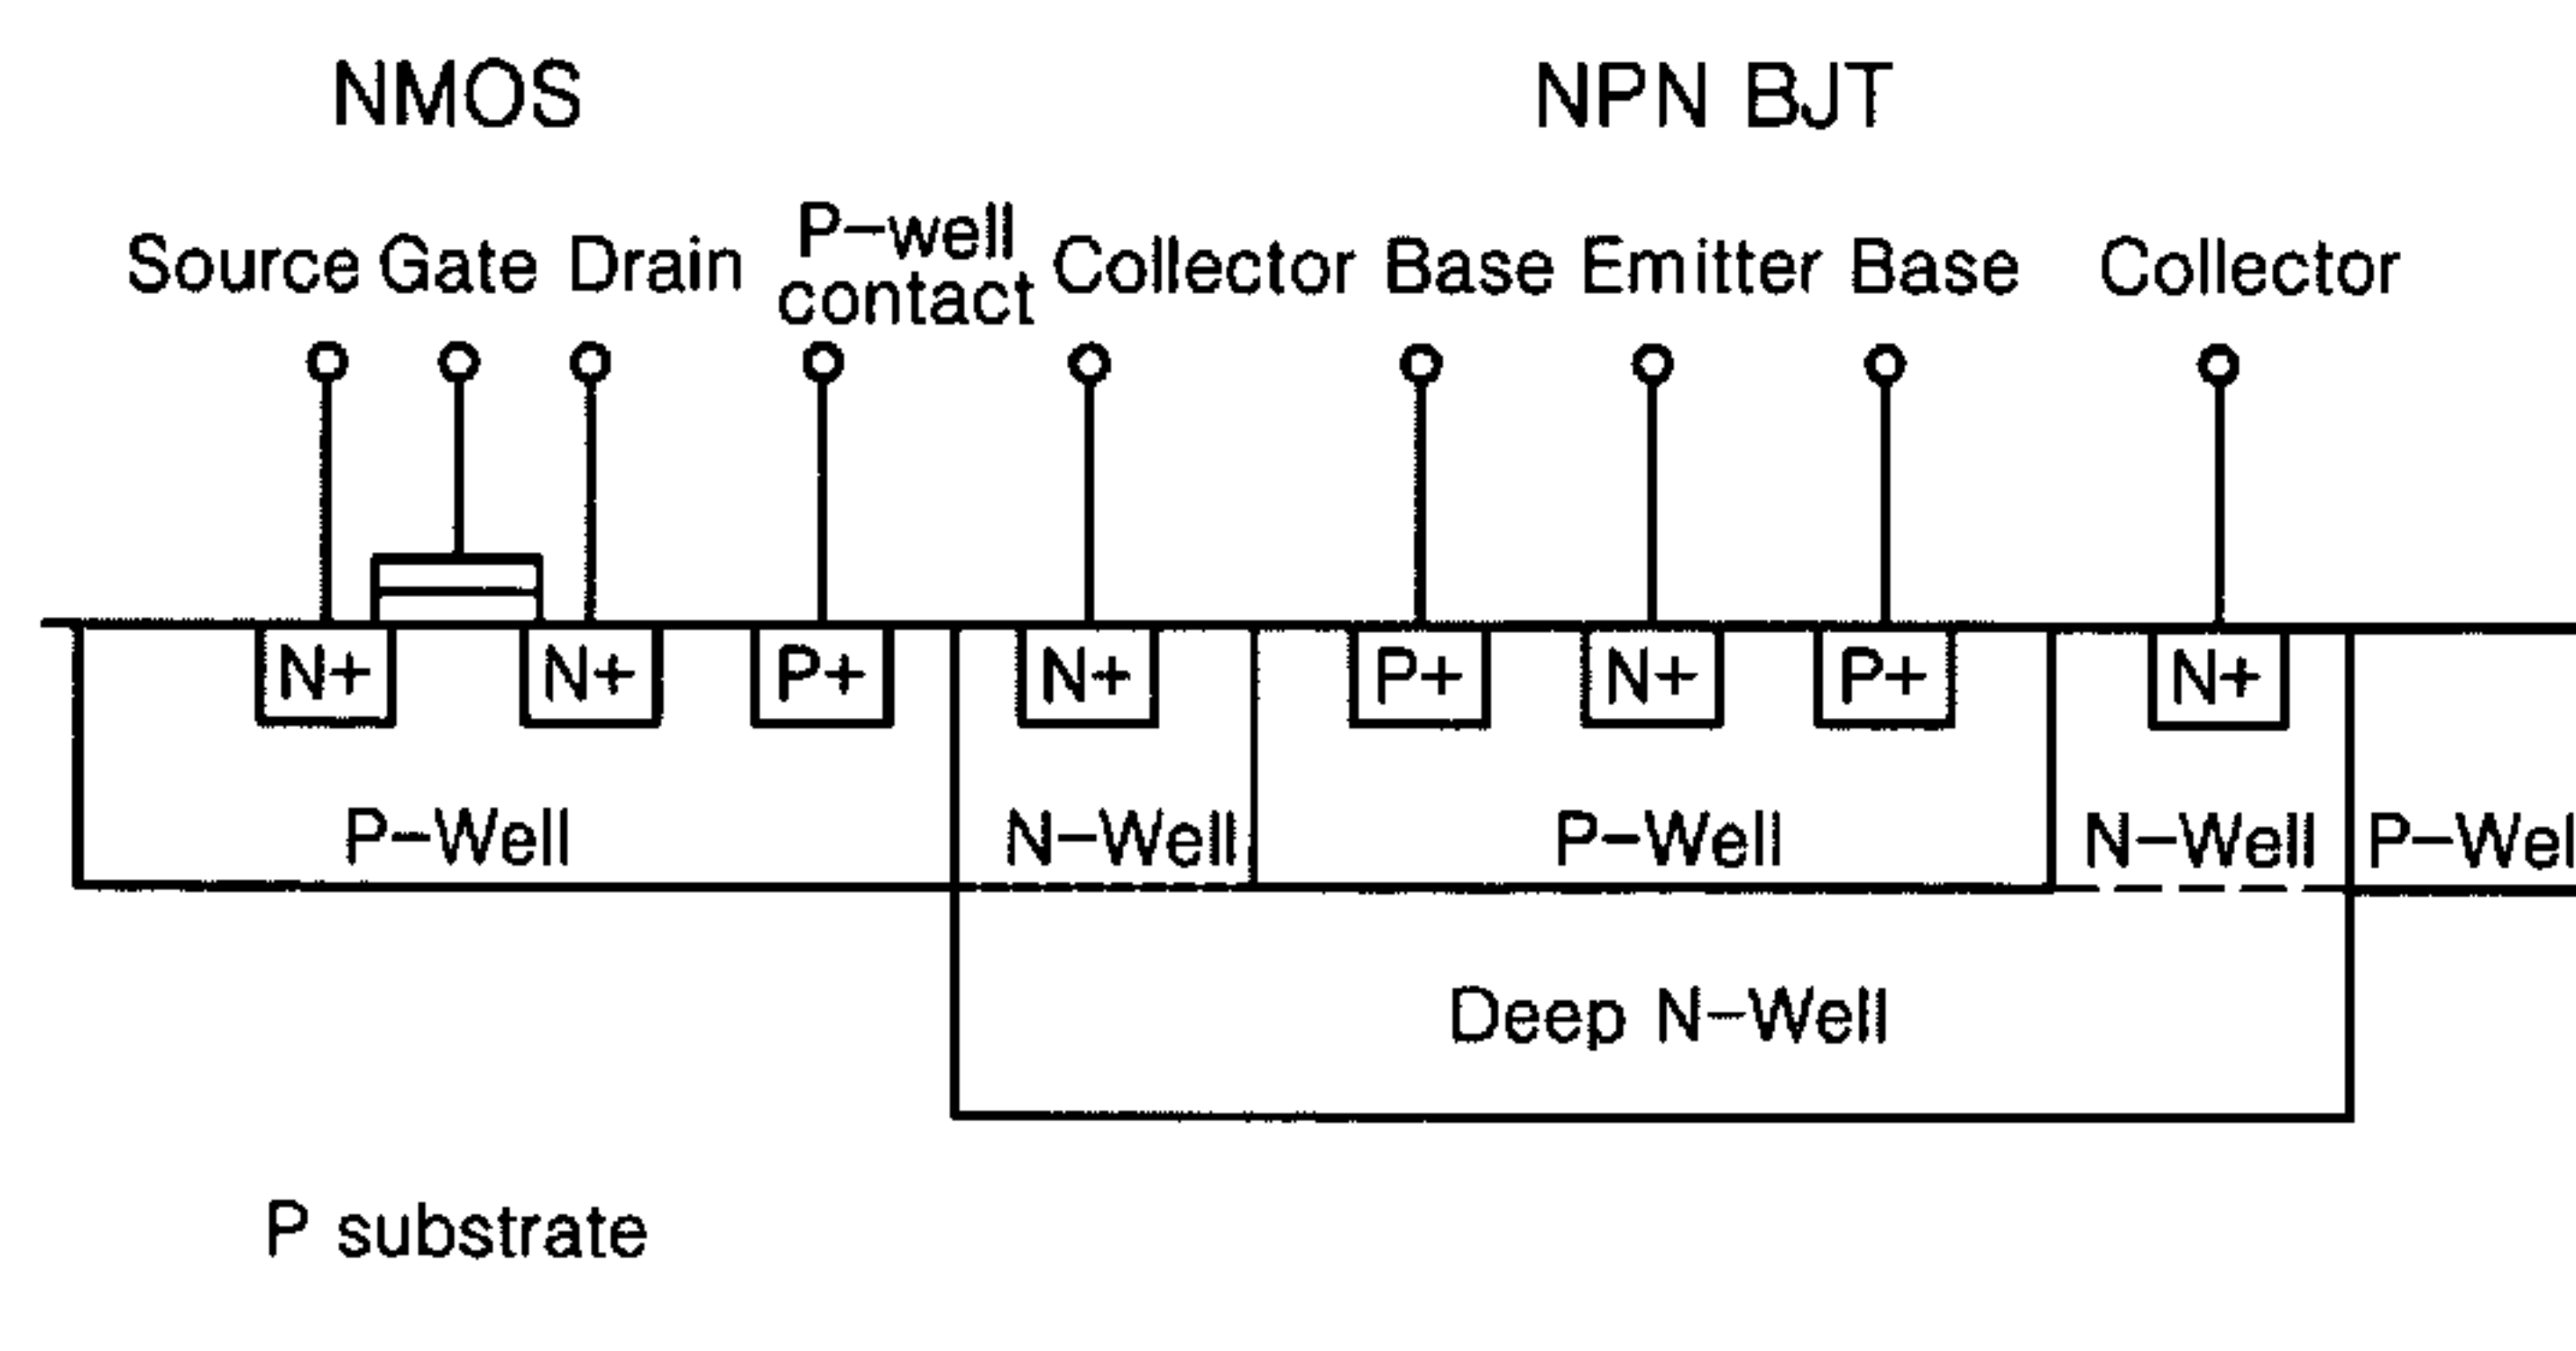 NMOS NPN BJT
Source Gate Drain P-well contact Collector Base Emitter Base Collector
N+ N+ P+ N+ P+ N+ P+ N+
P-Well N-Well P-Well N-Well P-Wel
Deep N-Well
P substrate